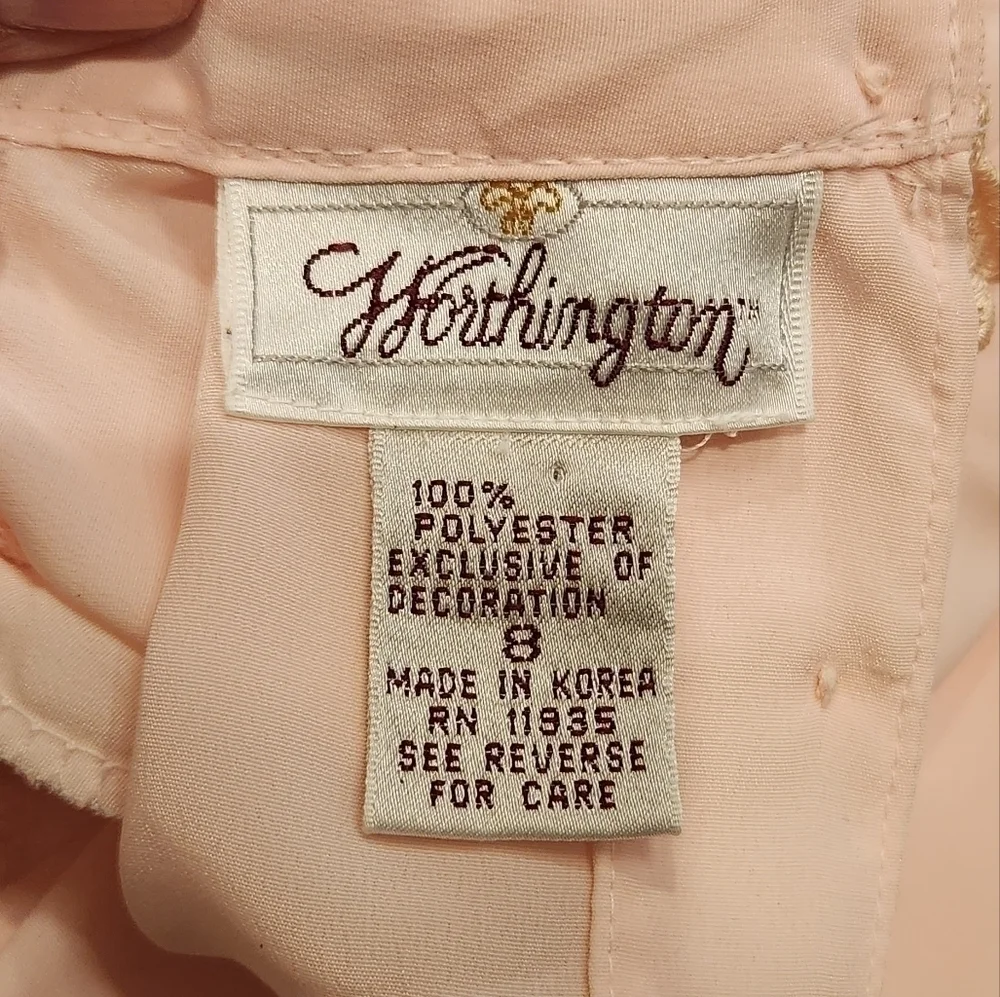 Worthington™
100%
POLYESTER
EXCLUSIVE OF
DECORATION
8
MADE IN KOREA
RN 11935
SEE REVERSE
FOR CARE